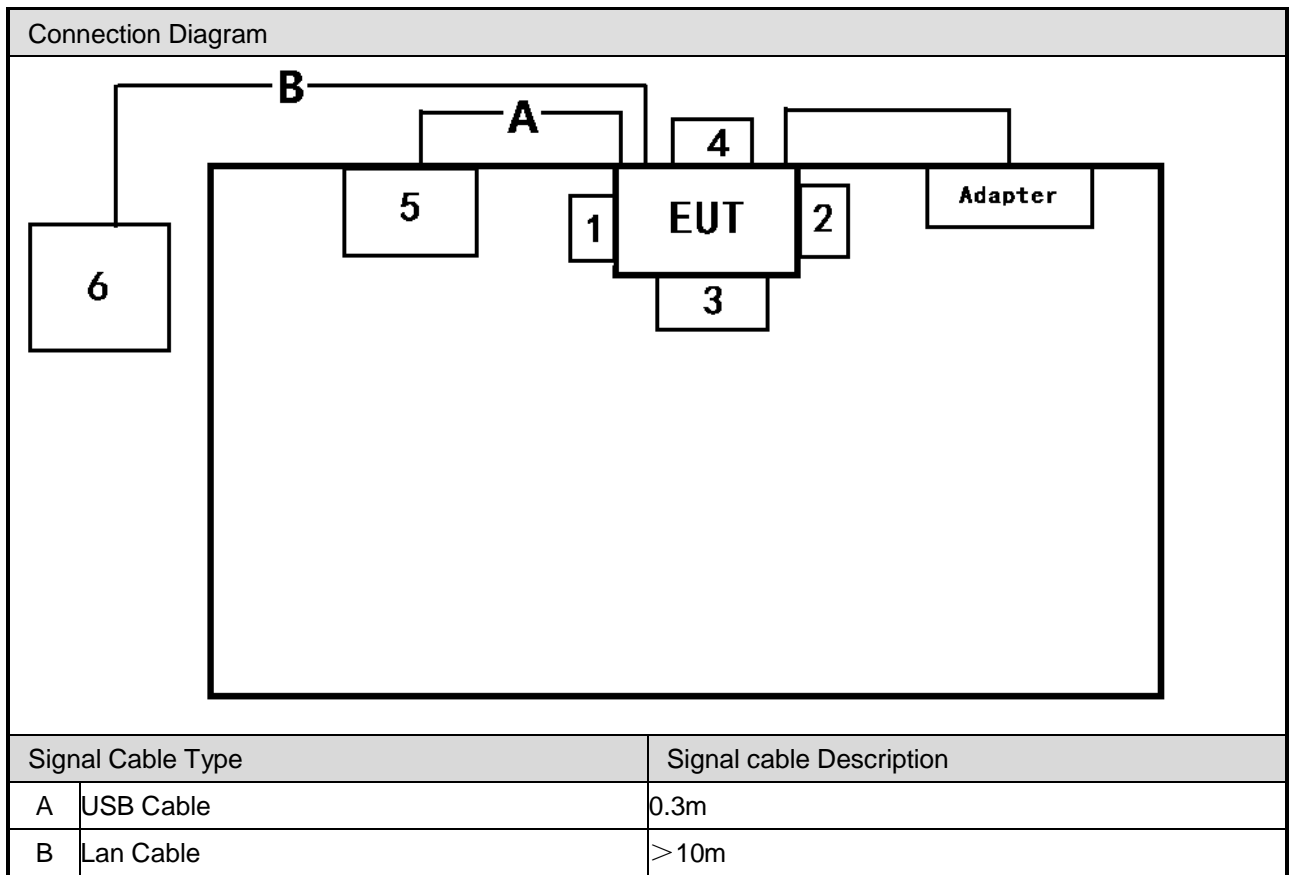 Connection Diagram
B
A
4
5
1
EUT
2
Adapter
6
3
Signal Cable Type Signal cable Description
A USB Cable 0.3m
B Lan Cable ＞10m